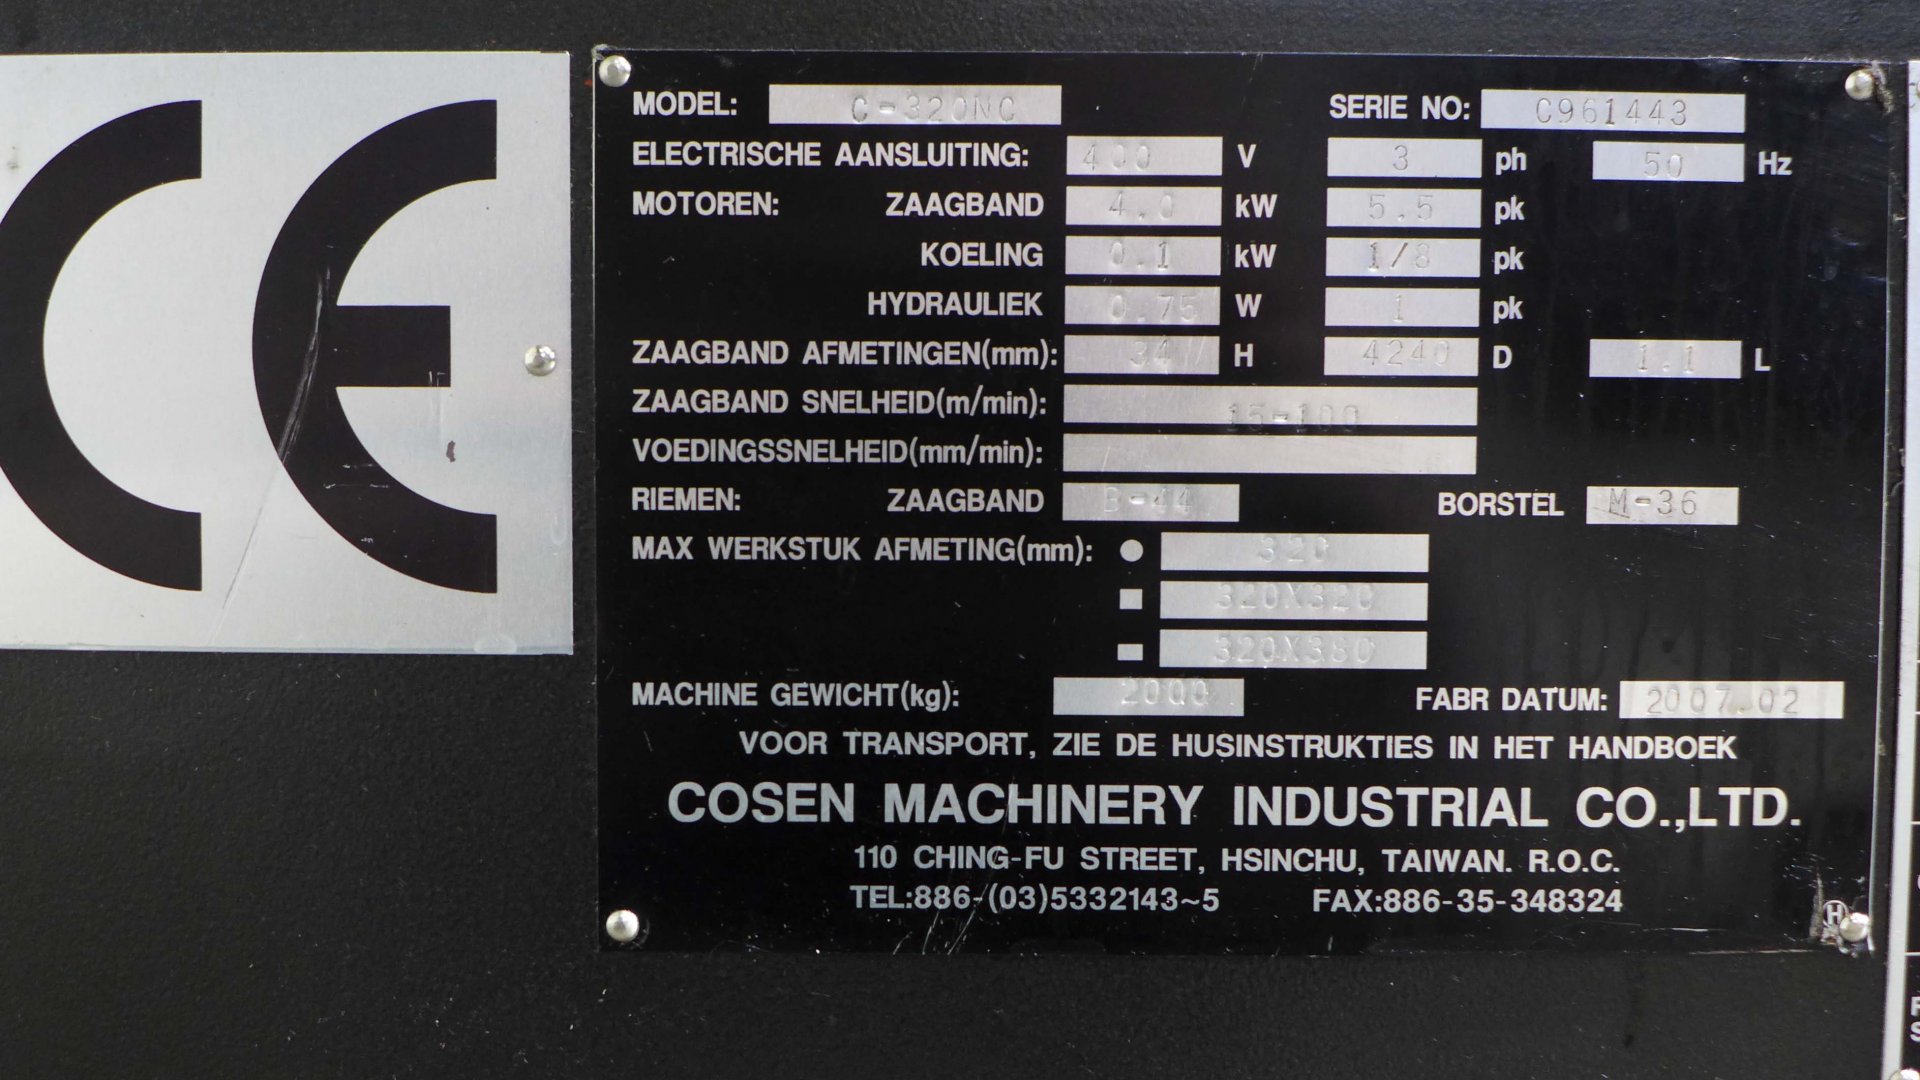 CE
MODEL: C-320NC SERIE NO: C961443
ELECTRISCHE AANSLUITING: 400 V 3 ph 50 Hz
MOTOREN: ZAAGBAND 4.0 kW 5.5 pk
KOELING 0.1 kW 1/8 pk
HYDRAULIEK 0.75 W 1 pk
ZAAGBAND AFMETINGEN(mm): 34 H 4240 D 1.1 L
ZAAGBAND SNELHEID(m/min): 15-100
VOEDINGSSNELHEID(mm/min):
RIEMEN: ZAAGBAND B-44 BORSTEL M-36
MAX WERKSTUK AFMETING(mm): 320
320X320
320X380
MACHINE GEWICHT(kg): 2000 FABR DATUM: 2007.02
VOOR TRANSPORT, ZIE DE HUSINSTRUKTIES IN HET HANDBOEK
COSEN MACHINERY INDUSTRIAL CO.,LTD.
110 CHING-FU STREET, HSINCHU, TAIWAN. R.O.C.
TEL:886-(03)5332143~5 FAX:886-35-348324
H